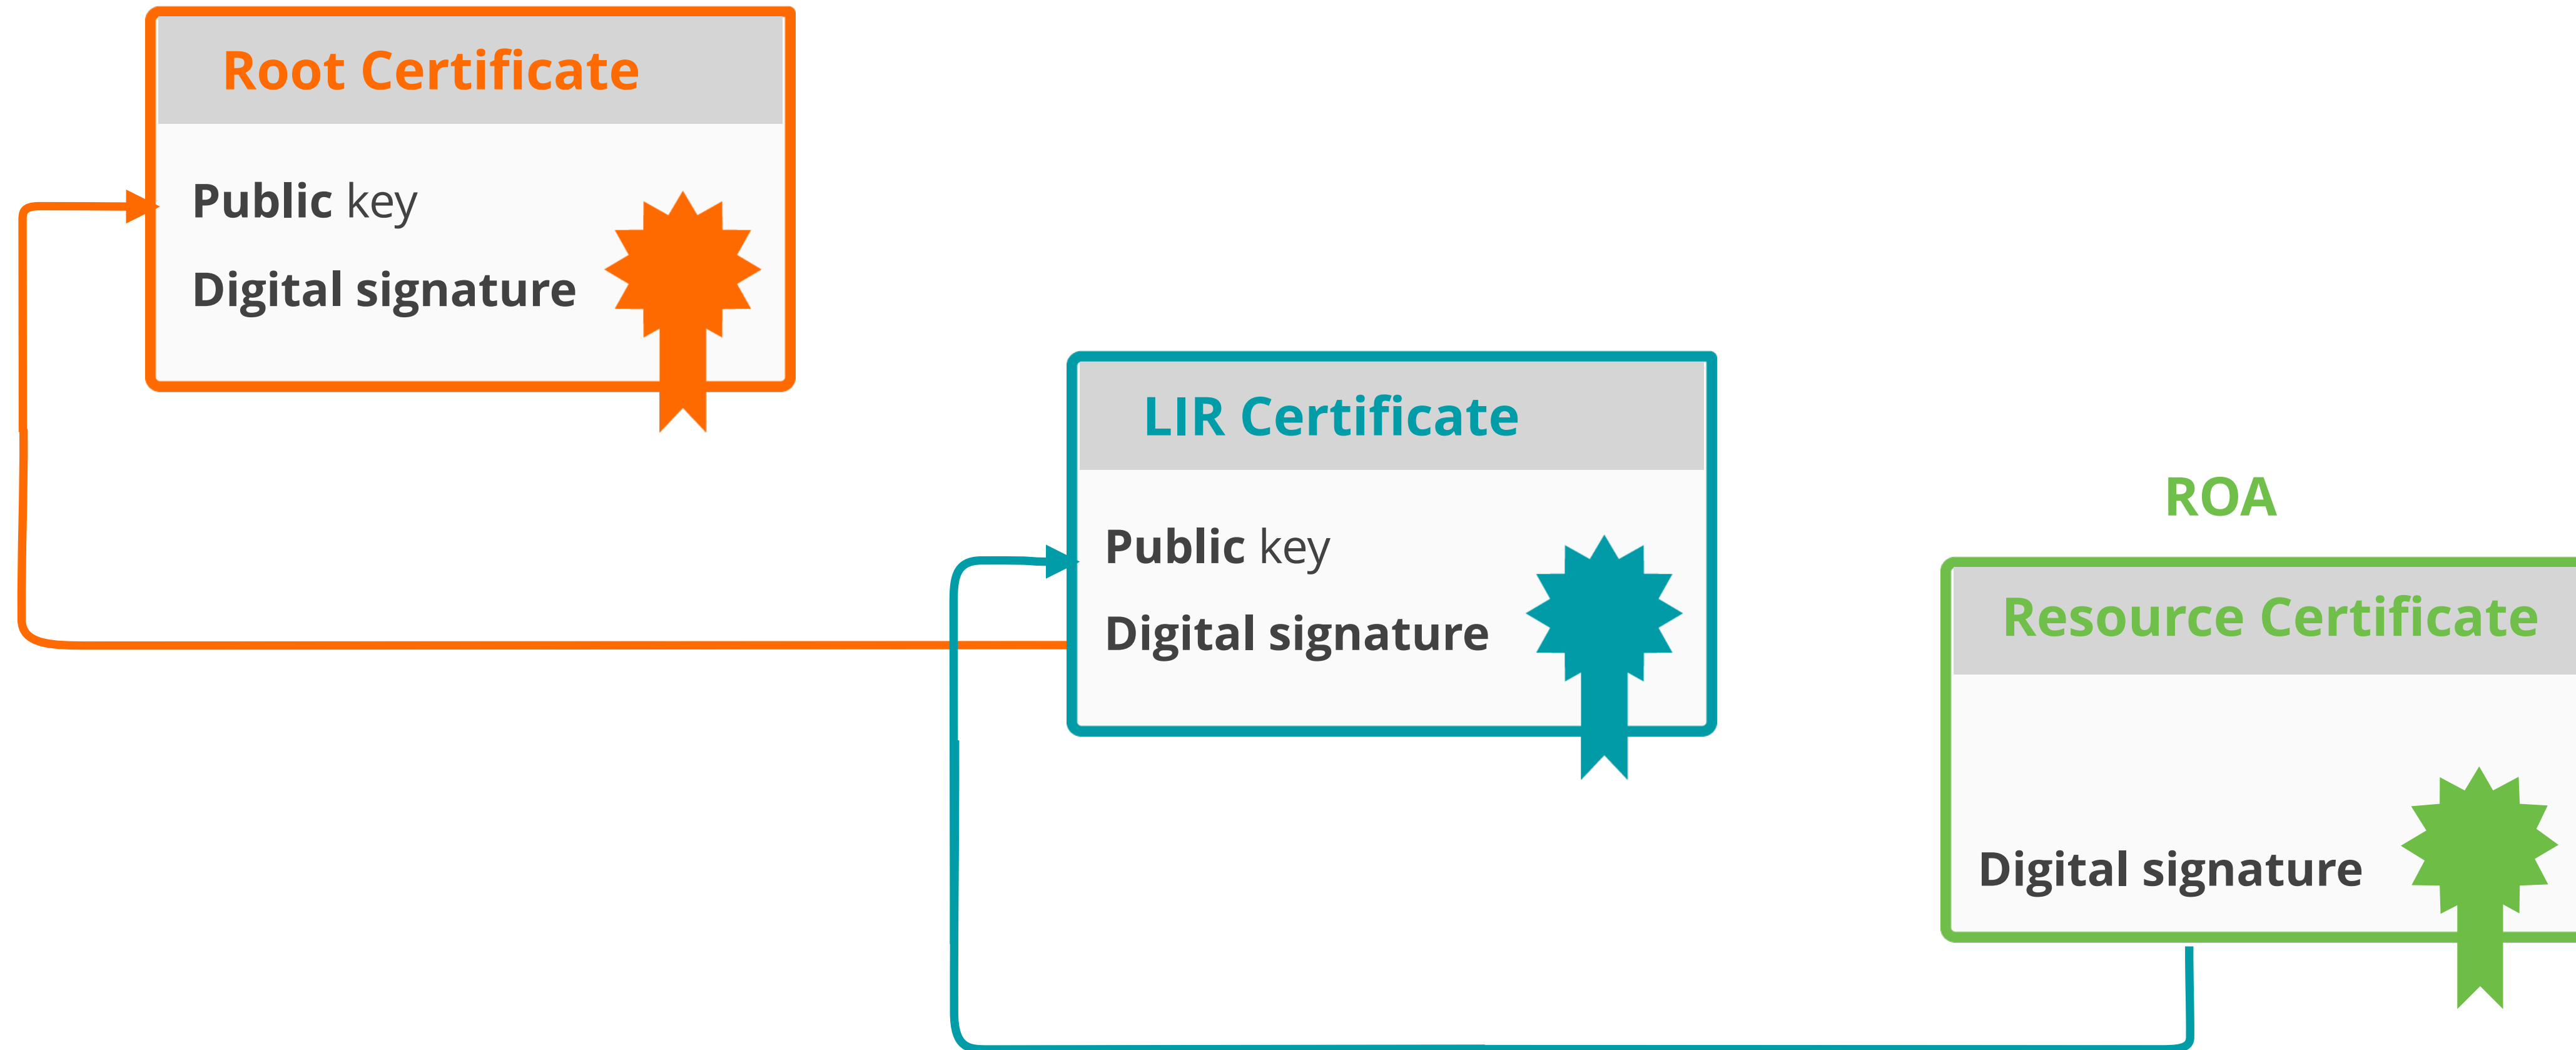 Root Certificate
Public key
Digital signature
LIR Certificate
Public key
Digital signature
ROA
Resource Certificate
Digital signature